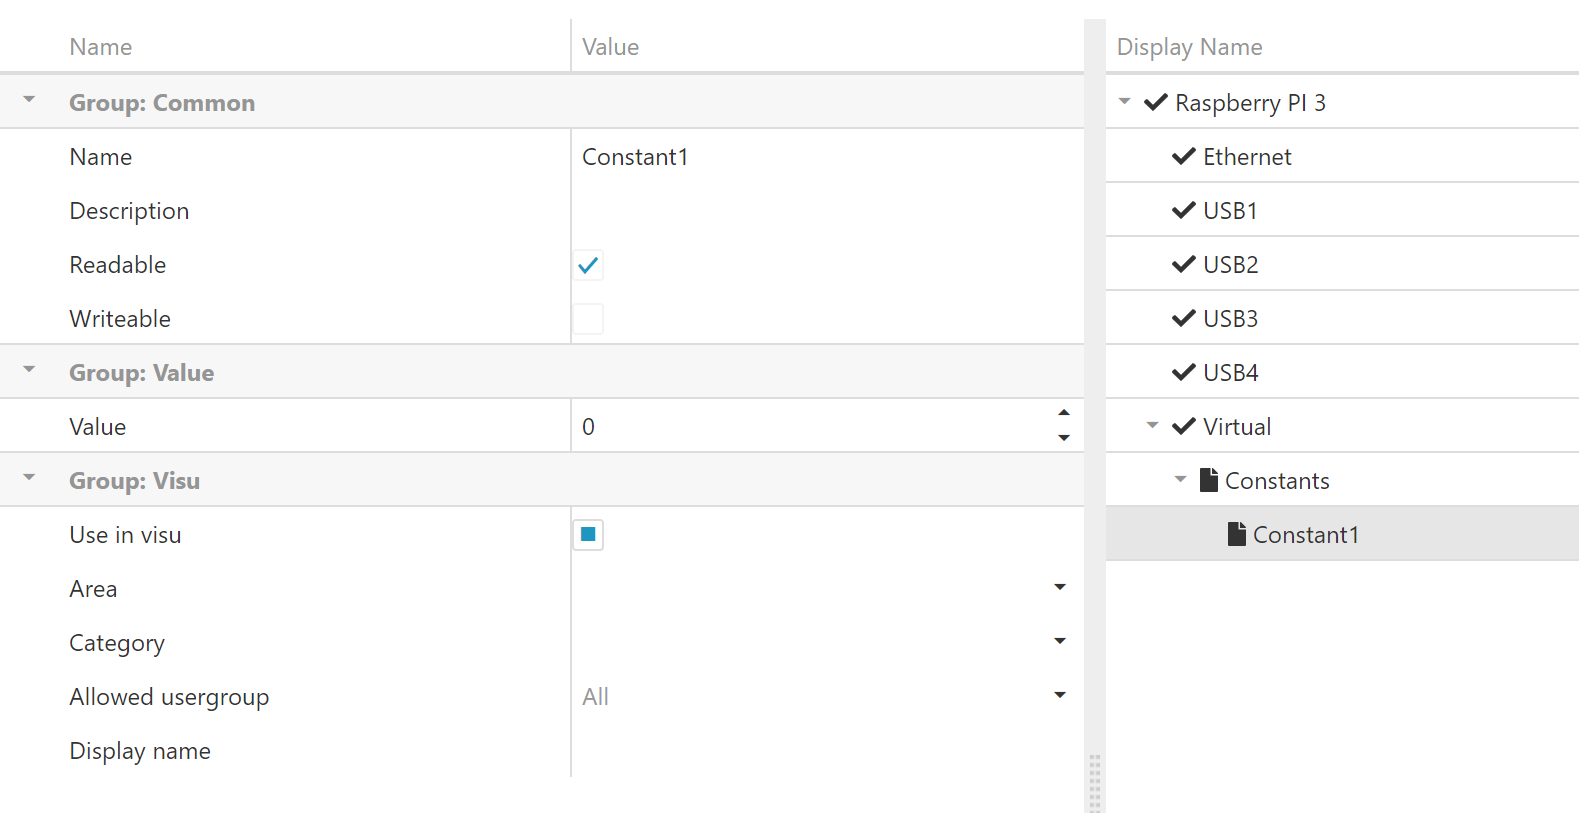 Name Value
Group: Common
Name Constant1
Description
Readable
Writeable
Group: Value
Value 0
Group: Visu
Use in visu
Area
Category
Allowed usergroup All
Display name
Display Name
Raspberry PI 3
Ethernet
USB1
USB2
USB3
USB4
Virtual
Constants
Constant1